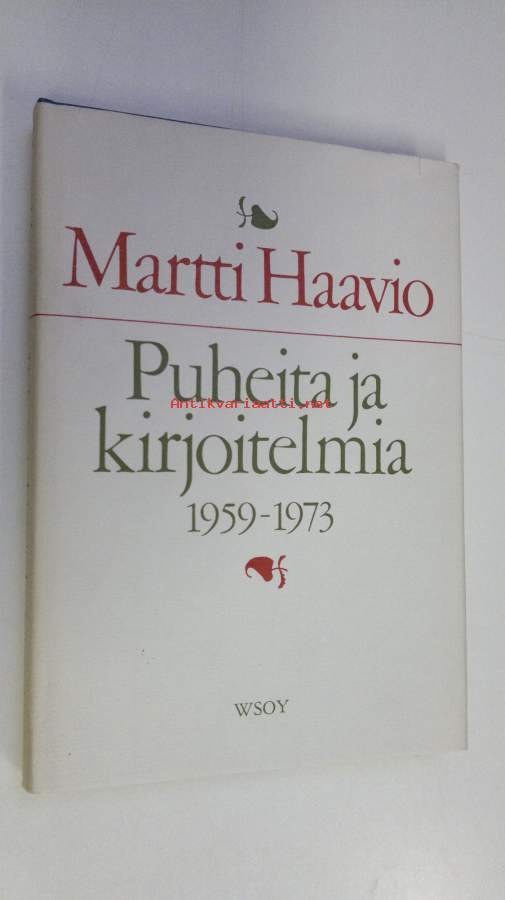 Martti Haavio
Puheita ja
Antikvariaatti.net
kirjoitelmia
1959-1973
WSOY